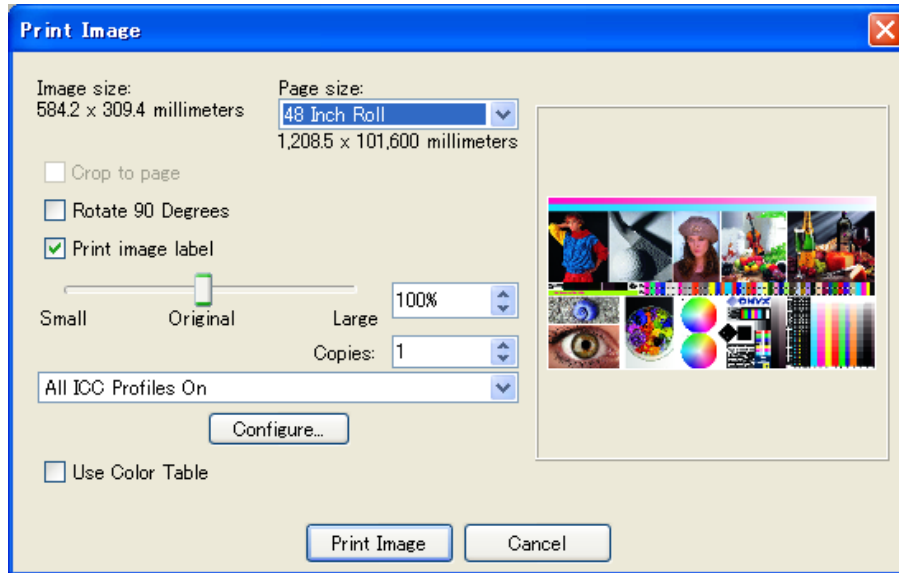 Print Image
Image size:
584.2 x 309.4 millimeters
Page size:
48 Inch Roll
1,208.5 x 101,600 millimeters
Crop to page
Rotate 90 Degrees
Print image label
Small
Original
Large
100%
Copies:
1
All ICC Profiles On
Configure...
Use Color Table
ONYX
Print Image
Cancel